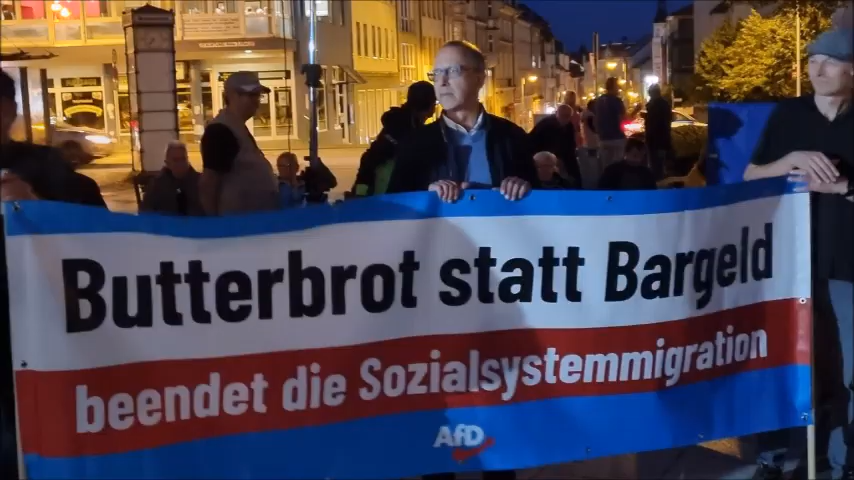 Butterbrot statt Bargeld
beendet die Sozialsystemmigration
AfD